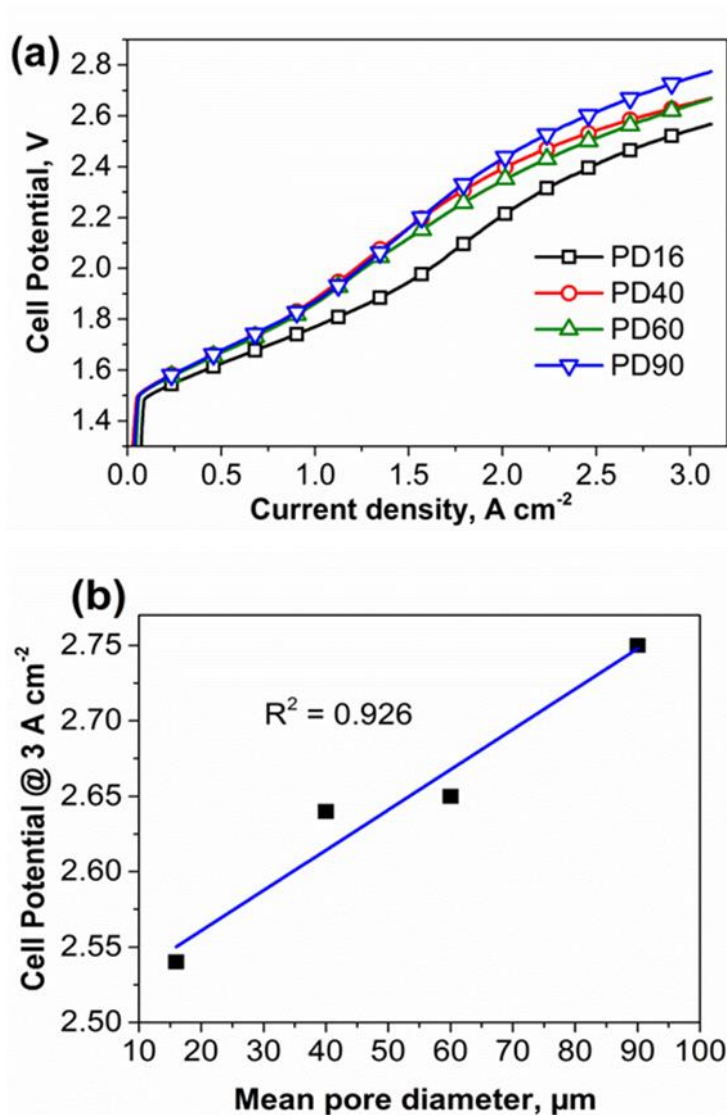 (a)
2.8
2.6
2.4
2.2
2.0
1.8
1.6
1.4
Cell Potential, V
PD16
PD40
PD60
PD90
0.0 0.5 1.0 1.5 2.0 2.5 3.0
Current density, A cm⁻²
(b)
2.75
2.70
2.65
2.60
2.55
2.50
Cell Potential @ 3 A cm⁻²
R² = 0.926
10 20 30 40 50 60 70 80 90 100
Mean pore diameter, µm